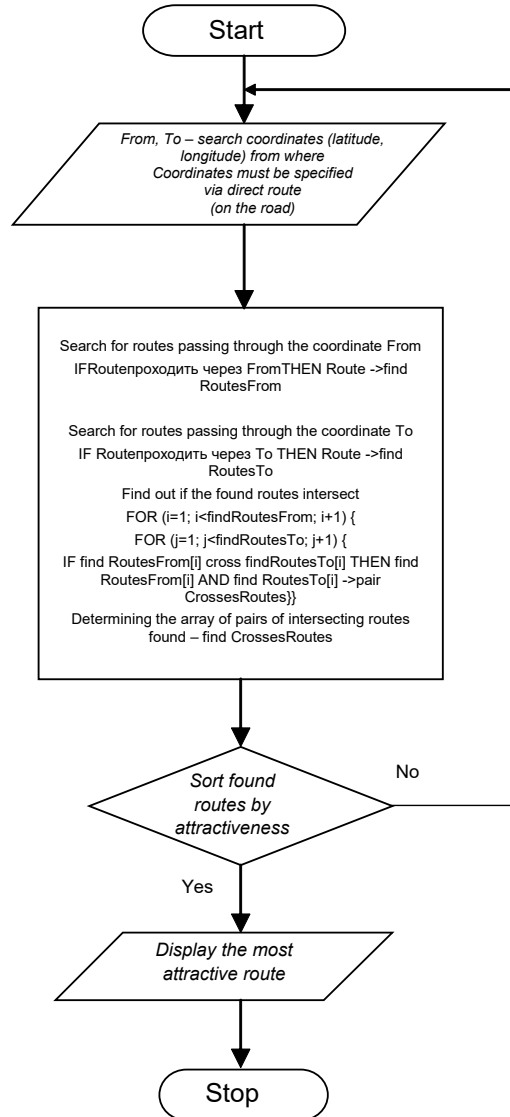 Start
From, To – search coordinates (latitude,
longitude) from where
Coordinates must be specified
via direct route
(on the road)
Search for routes passing through the coordinate From
IFRouteпроходить через FromTHEN Route ->find
RoutesFrom
Search for routes passing through the coordinate To
IF Routeпроходить через To THEN Route ->find
RoutesTo
Find out if the found routes intersect
FOR (i=1; i<findRoutesFrom; i+1) {
FOR (j=1; j<findRoutesTo; j+1) {
IF find RoutesFrom[i] cross findRoutesTo[i] THEN find
RoutesFrom[i] AND find RoutesTo[i] ->pair
CrossesRoutes}}
Determining the array of pairs of intersecting routes
found – find CrossesRoutes
Sort found
routes by
attractiveness
No
Yes
Display the most
attractive route
Stop